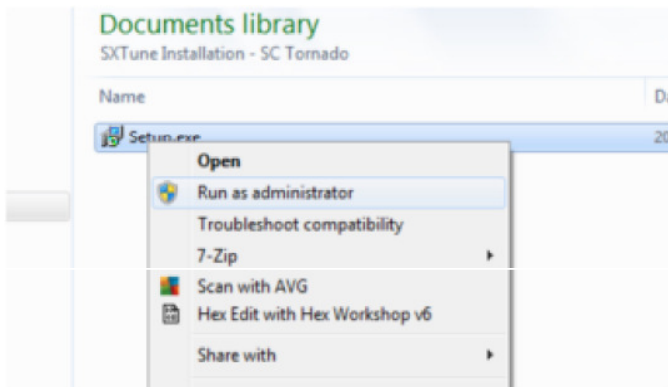 Documents library
SXTune Installation - SC Tornado
Name
Setup.exe
Open
Run as administrator
Troubleshoot compatibility
7-Zip
Scan with AVG
Hex Edit with Hex Workshop v6
Share with